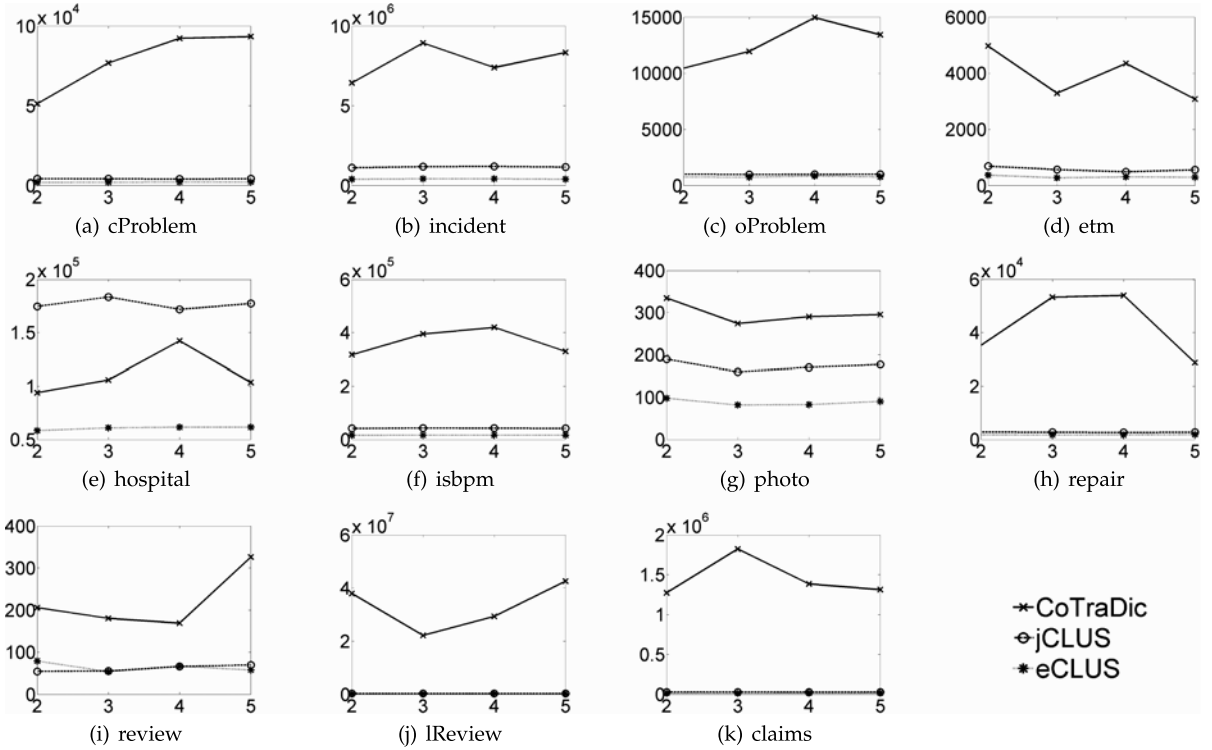 x 10^4
10
5
0
2 3 4 5
(a) cProblem
x 10^6
10
5
0
2 3 4 5
(b) incident
15000
10000
5000
0
2 3 4 5
(c) oProblem
6000
4000
2000
0
2 3 4 5
(d) etm
x 10^5
2
1.5
1
0.5
2 3 4 5
(e) hospital
x 10^5
6
4
2
0
2 3 4 5
(f) isbpm
400
300
200
100
0
2 3 4 5
(g) photo
x 10^4
6
4
2
0
2 3 4 5
(h) repair
400
300
200
100
0
2 3 4 5
(i) review
x 10^7
6
4
2
0
2 3 4 5
(j) lReview
x 10^6
2
1.5
1
0.5
0
2 3 4 5
(k) claims
CoTraDic
jCLUS
eCLUS